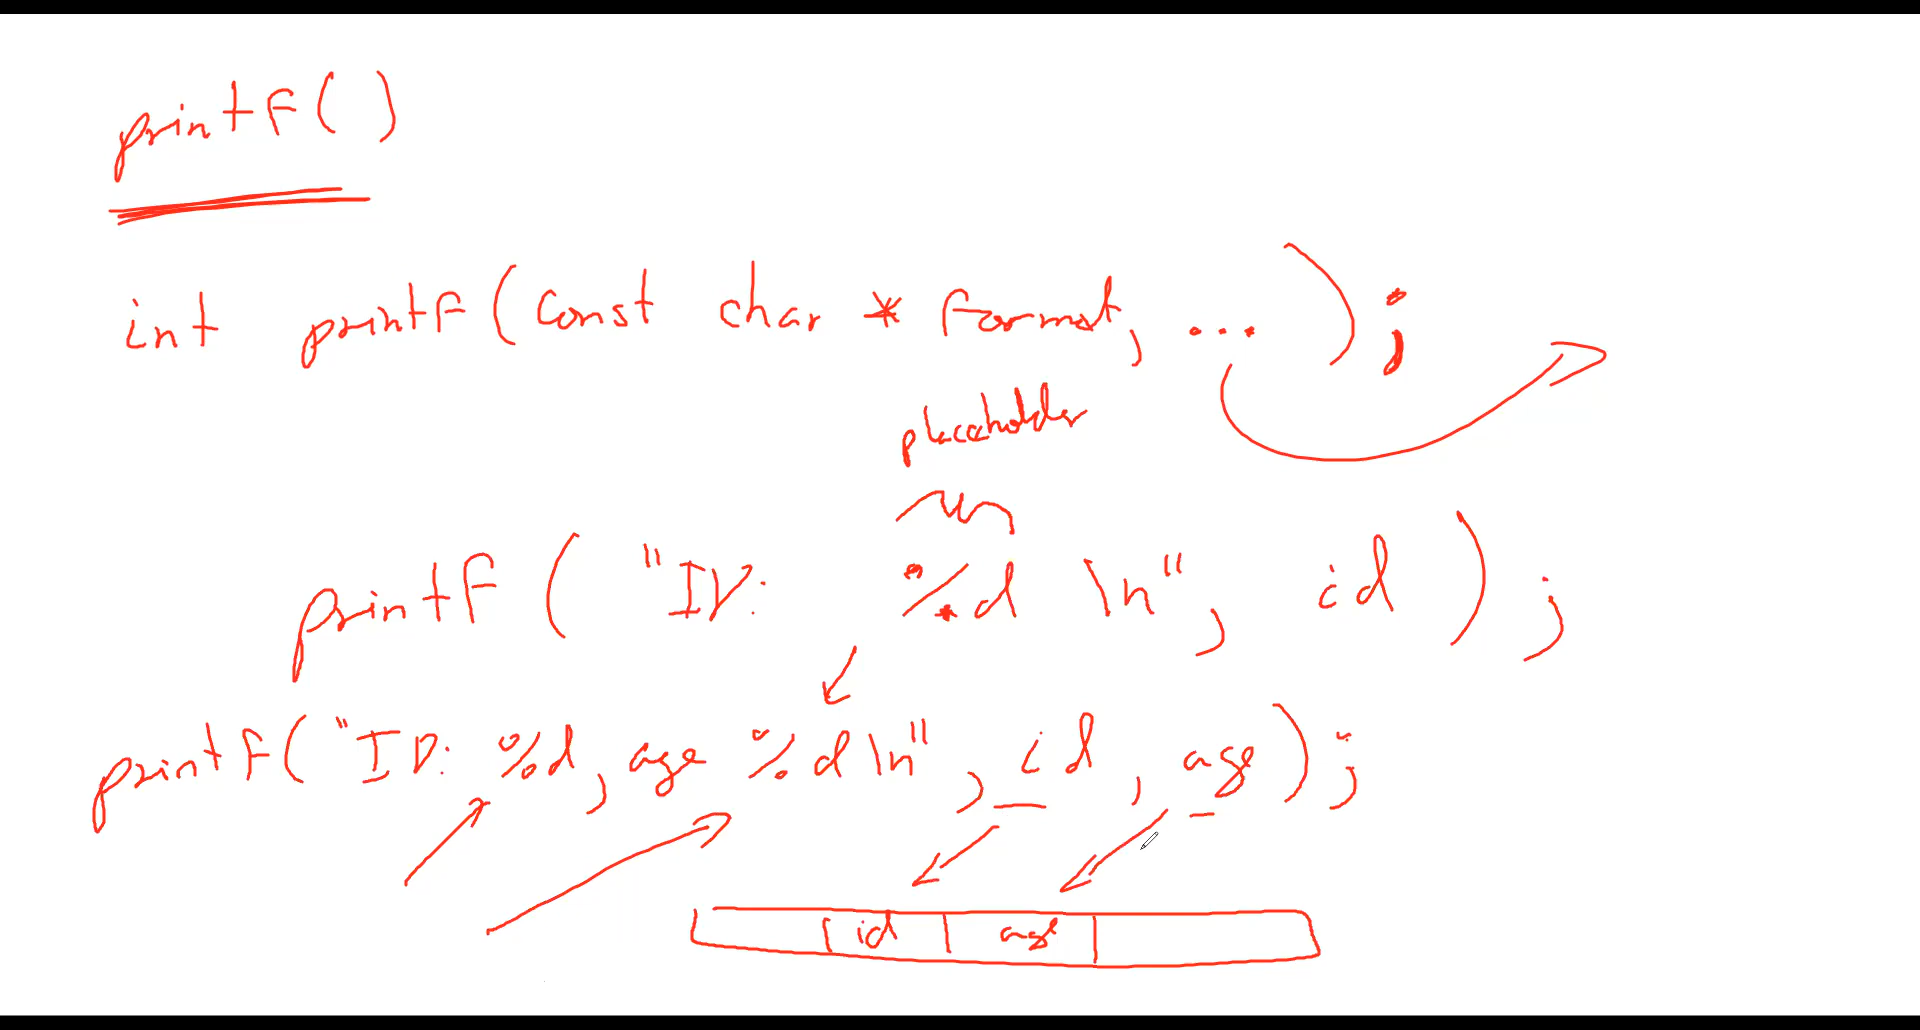 printf()
int printf(const char * format, ...);
placeholder
printf( "ID: %d \n", id);
printf("ID: %d, age %d\n", id, age);
id age